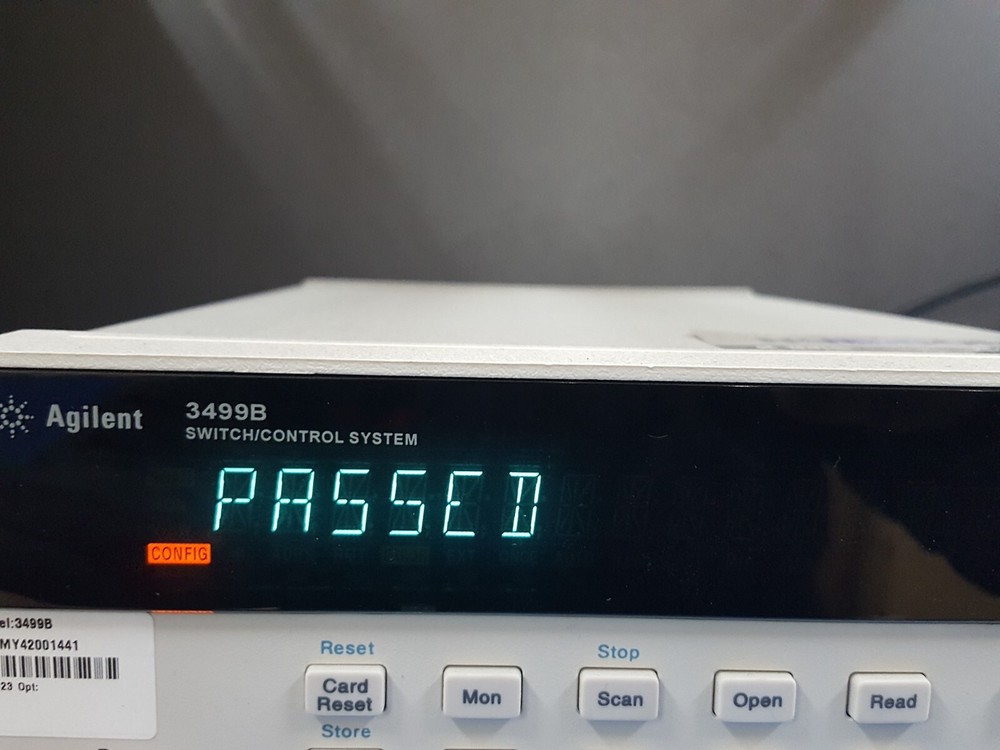 Agilent
3499B
SWITCH/CONTROL SYSTEM
PASSED
CONFIG
el:3499B
MY42001441
23 Opt:
Reset
Stop
Card
Reset
Mon
Scan
Open
Read
Store